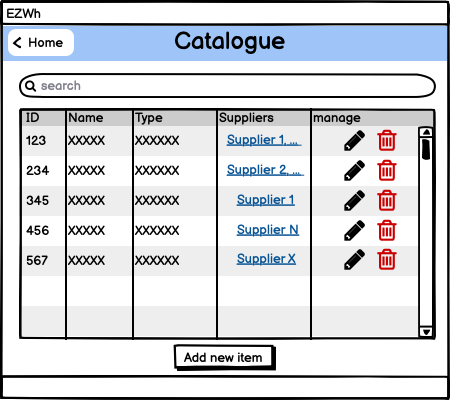 EZWh
Home
Catalogue
search
ID Name Type Suppliers manage
123 XXXXX XXXXXX Supplier 1, ...
234 XXXXX XXXXXX Supplier 2, ...
345 XXXXX XXXXXX Supplier 1
456 XXXXX XXXXXX Supplier N
567 XXXXX XXXXXX Supplier X
Add new item